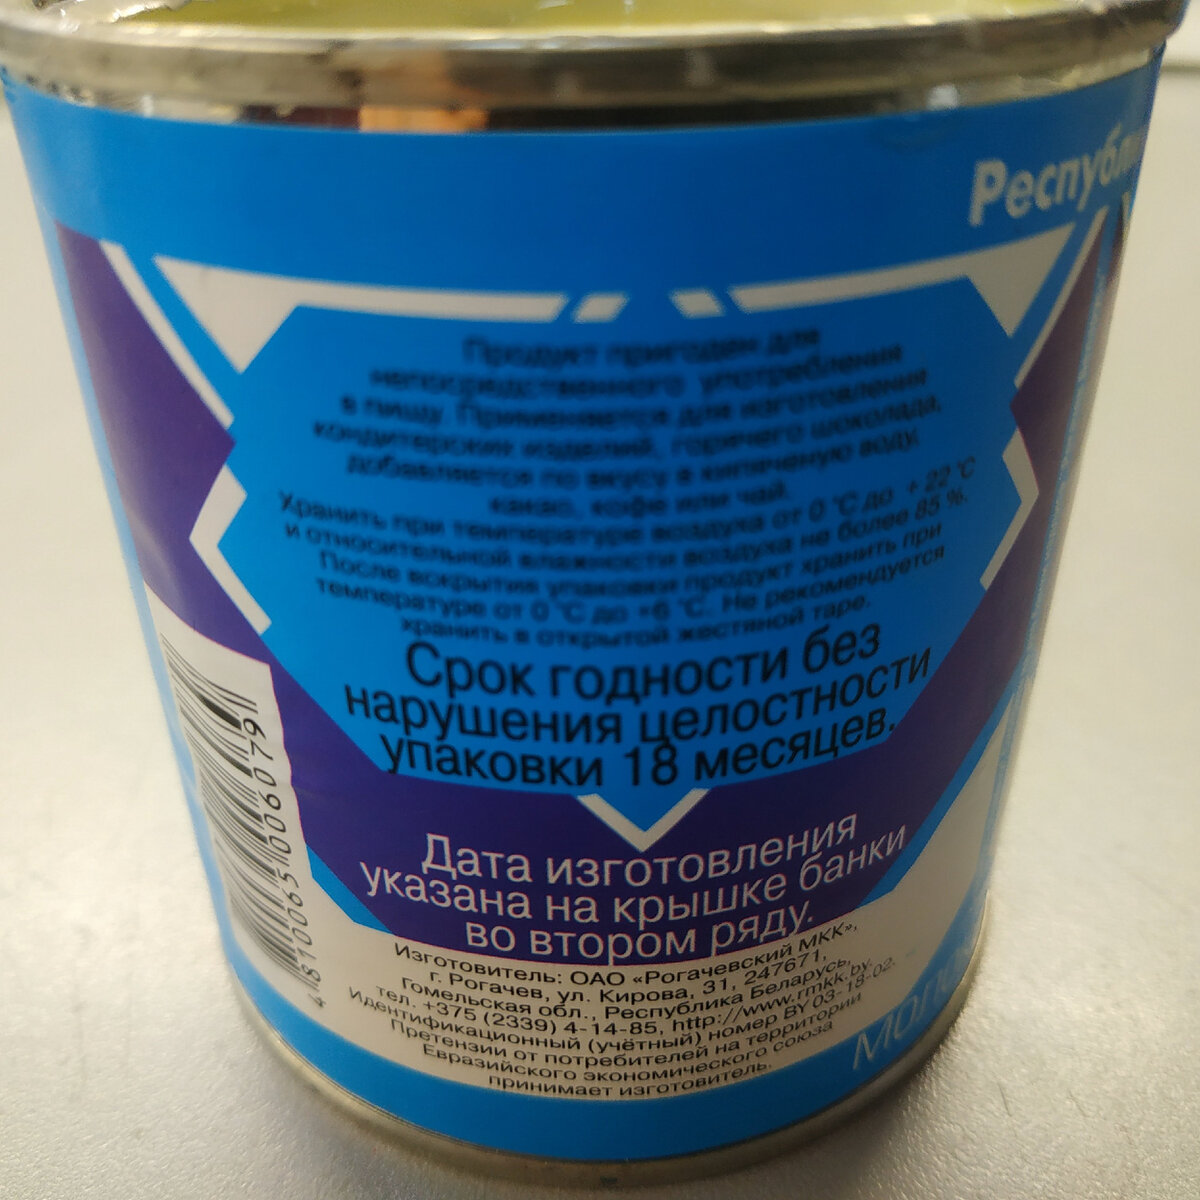 Продукт пригоден для
непосредственного употребления
в пищу. Применяется для изготовления
кондитерских изделий, горячего шоколада,
добавляется по вкусу в кипяченую воду,
какао, кофе или чай.
Хранить при температуре воздуха от 0 °С до + 22 °С
и относительной влажности воздуха не более 85 %.
После вскрытия упаковки продукт хранить при
температуре от 0 °С до +6 °С. Не рекомендуется
хранить в открытой жестяной таре.
Срок годности без
нарушения целостности
упаковки 18 месяцев.
Дата изготовления
указана на крышке банки
во втором ряду.
Изготовитель: ОАО «Рогачевский МКК»,
г. Рогачев, ул. Кирова, 31, 247671,
Гомельская обл., Республика Беларусь,
тел. +375 (2339) 4-14-85, http://www.rmkk.by.
Идентификационный (учётный) номер BY 03-18-02.
Претензии от потребителей на территории
Евразийского экономического союза
принимает изготовитель.
4810065006079